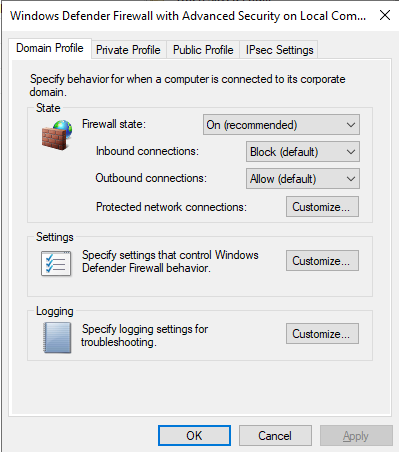 Windows Defender Firewall with Advanced Security on Local Com...
Domain Profile Private Profile Public Profile IPsec Settings
Specify behavior for when a computer is connected to its corporate
domain.
State
Firewall state: On (recommended)
Inbound connections: Block (default)
Outbound connections: Allow (default)
Protected network connections: Customize...
Settings
Specify settings that control Windows
Defender Firewall behavior.
Customize...
Logging
Specify logging settings for
troubleshooting.
Customize...
OK Cancel Apply